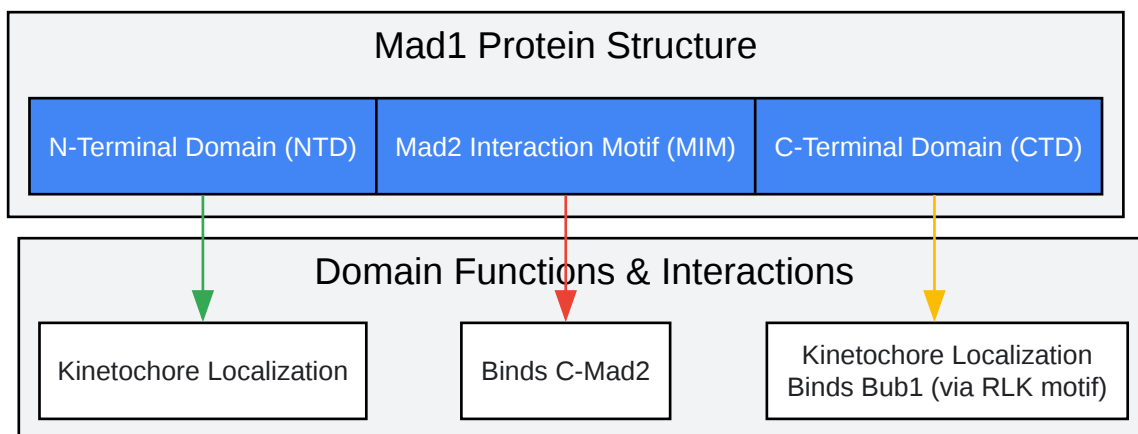 Mad1 Protein Structure
N-Terminal Domain (NTD)
Mad2 Interaction Motif (MIM)
C-Terminal Domain (CTD)
Domain Functions & Interactions
Kinetochore Localization
Binds C-Mad2
Kinetochore Localization
Binds Bub1 (via RLK motif)